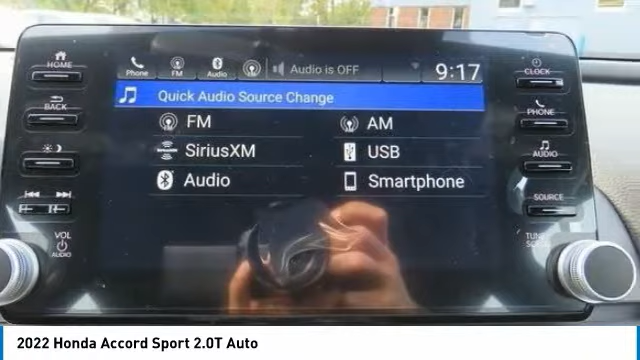 HOME
Phone FM Audio Audio is OFF 9:17
CLOCK
Quick Audio Source Change
BACK
FM AM
PHONE
SiriusXM USB
AUDIO
Audio Smartphone
SOURCE
VOL
AUDIO
TUNE
2022 Honda Accord Sport 2.0T Auto